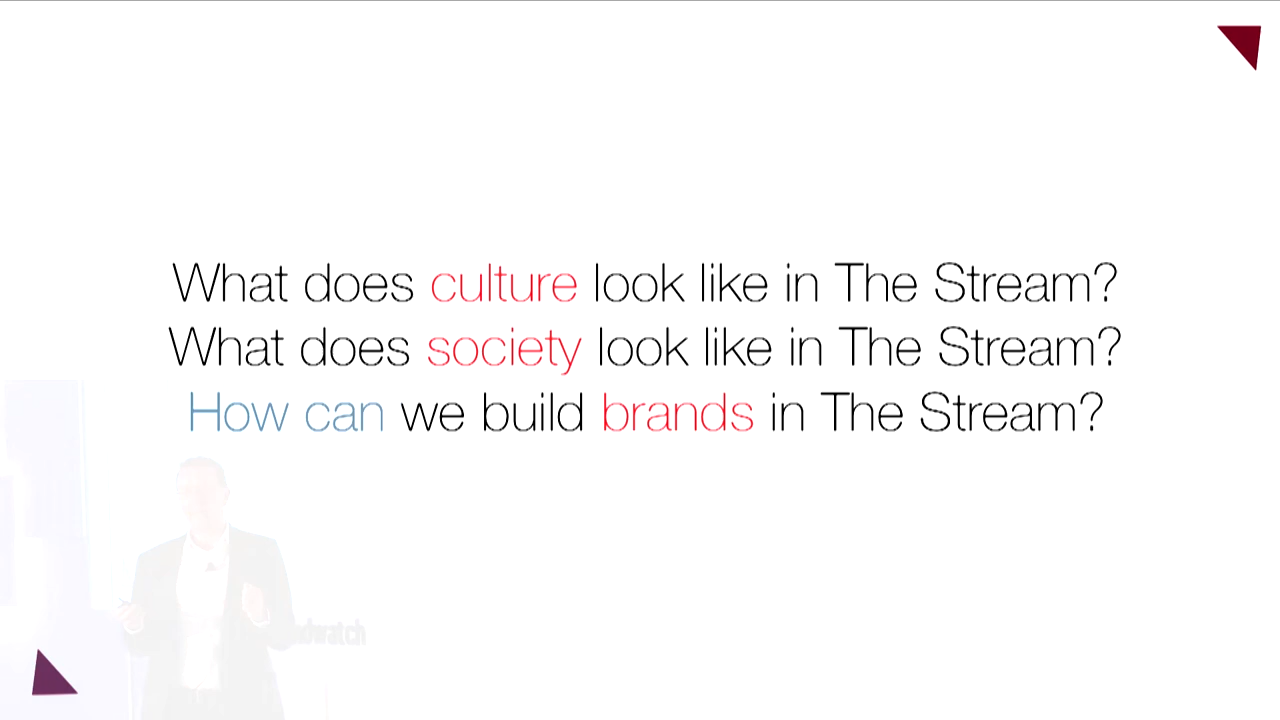 What does culture look like in The Stream?
What does society look like in The Stream?
How can we build brands in The Stream?